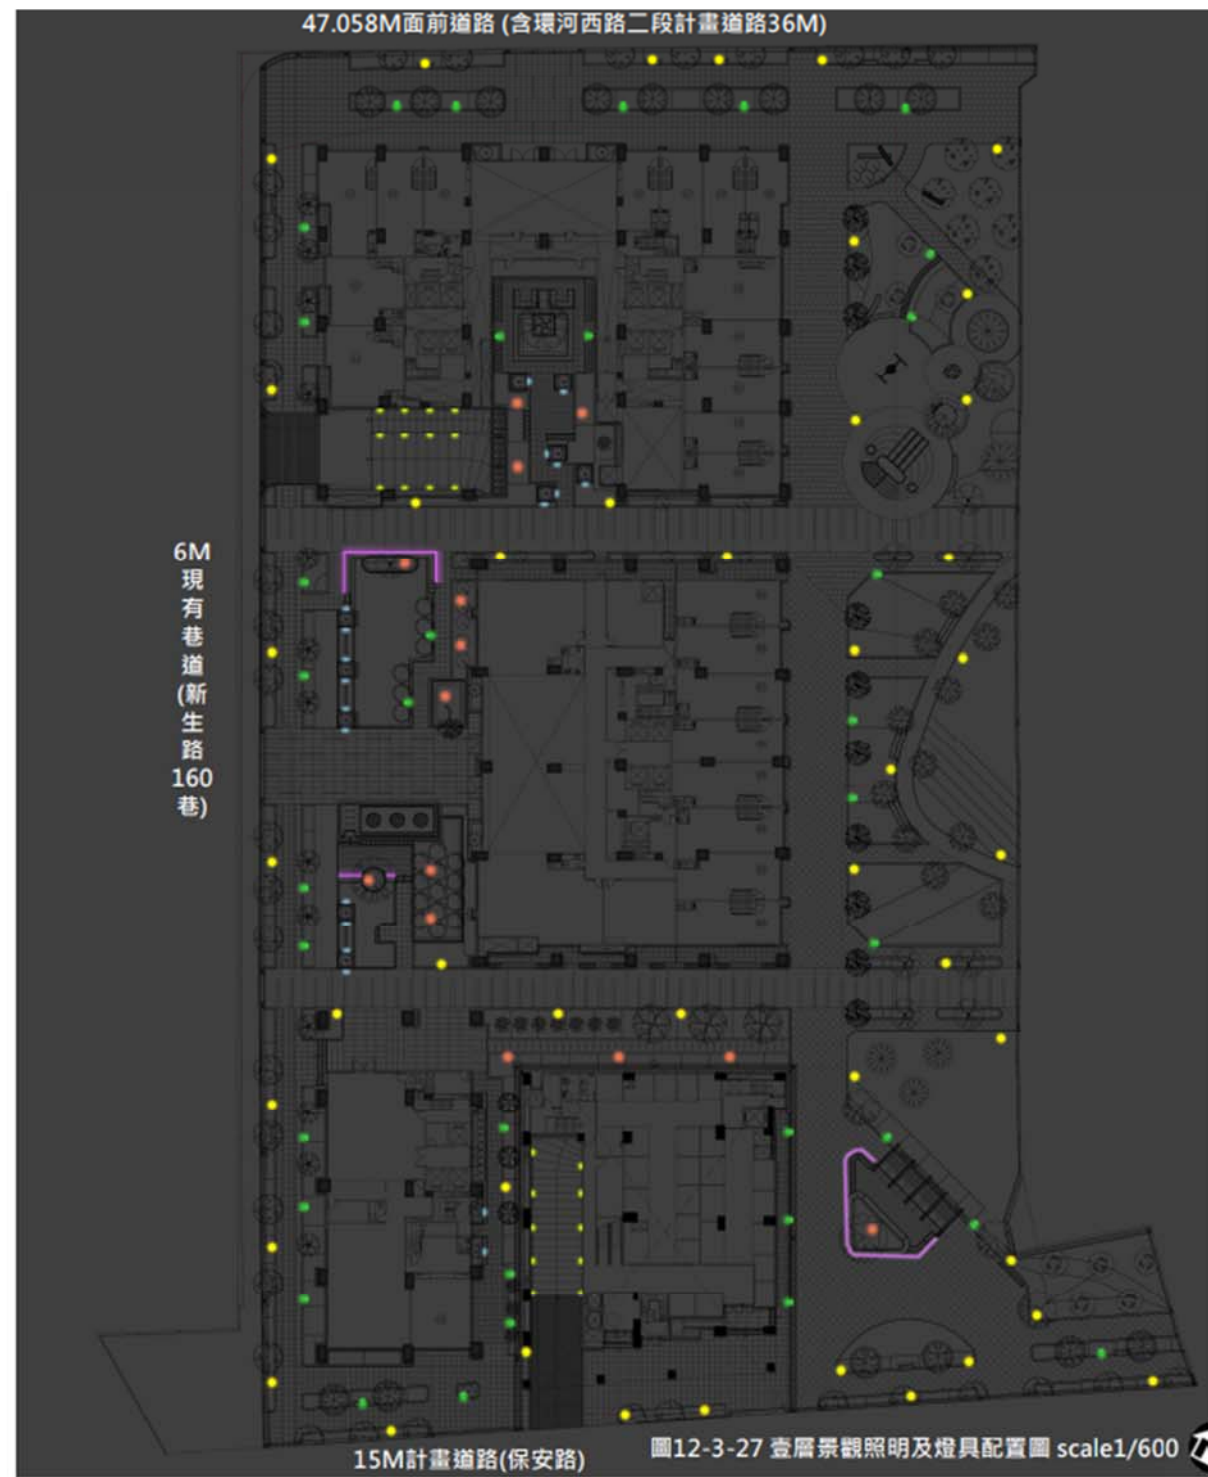 47.058M面前道路 (含環河西路二段計畫道路36M)
6M
現
有
巷
道
(新
生
路
160
巷)
15M計畫道路(保安路)
圖12-3-27 壹層景觀照明及燈具配置圖 scale1/600